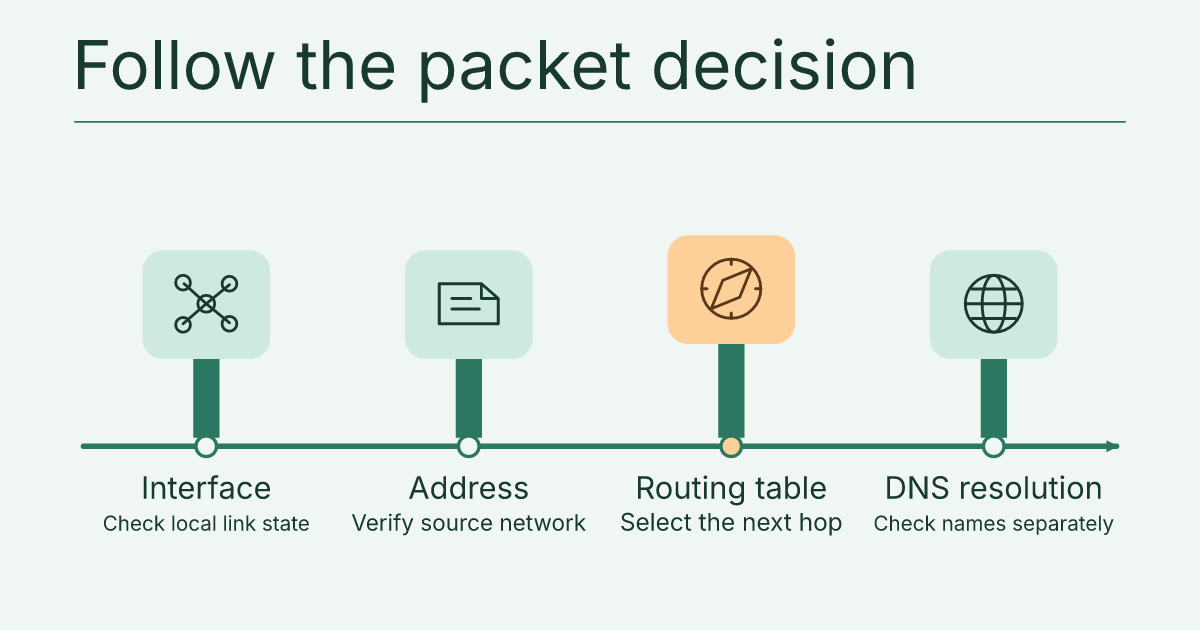 Follow the packet decision
Interface
Check local link state
Address
Verify source network
Routing table
Select the next hop
DNS resolution
Check names separately